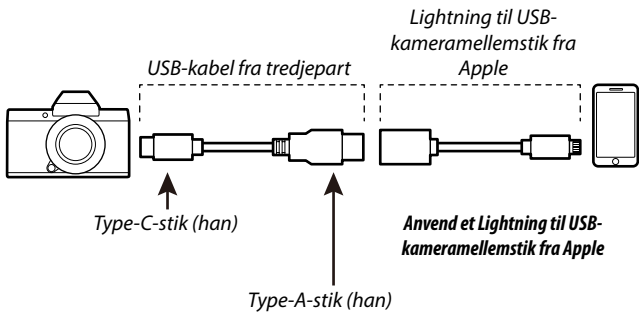 Lightning til USB-
kameramellemstik fra
Apple
USB-kabel fra tredjepart
Type-C-stik (han)
Anvend et Lightning til USB-
kameramellemstik fra Apple
Type-A-stik (han)